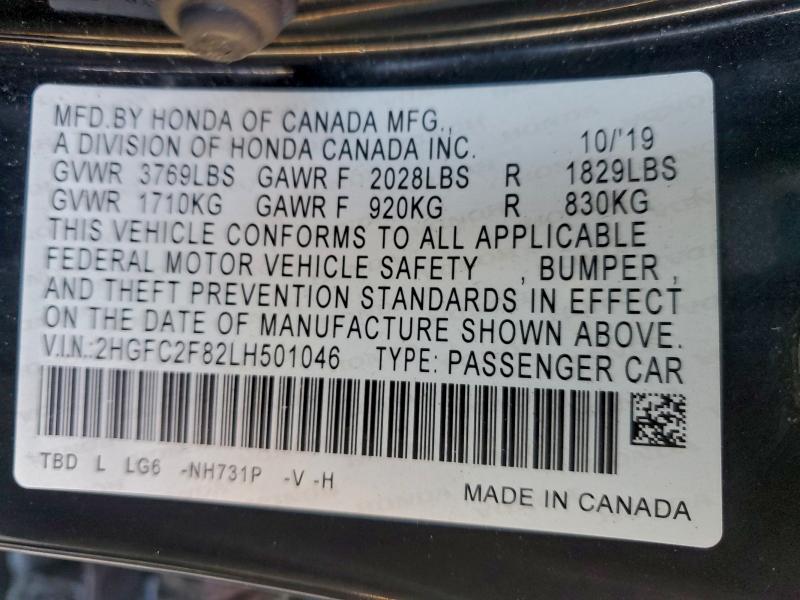 MFD.BY HONDA OF CANADA MFG.,
A DIVISION OF HONDA CANADA INC. 10/'19
GVWR 3769LBS GAWR F 2028LBS R 1829LBS
GVWR 1710KG GAWR F 920KG R 830KG
THIS VEHICLE CONFORMS TO ALL APPLICABLE
FEDERAL MOTOR VEHICLE SAFETY , BUMPER ,
AND THEFT PREVENTION STANDARDS IN EFFECT
ON THE DATE OF MANUFACTURE SHOWN ABOVE.
V.I.N.:2HGFC2F82LH501046 TYPE: PASSENGER CAR
TBD L LG6 -NH731P -V -H
MADE IN CANADA